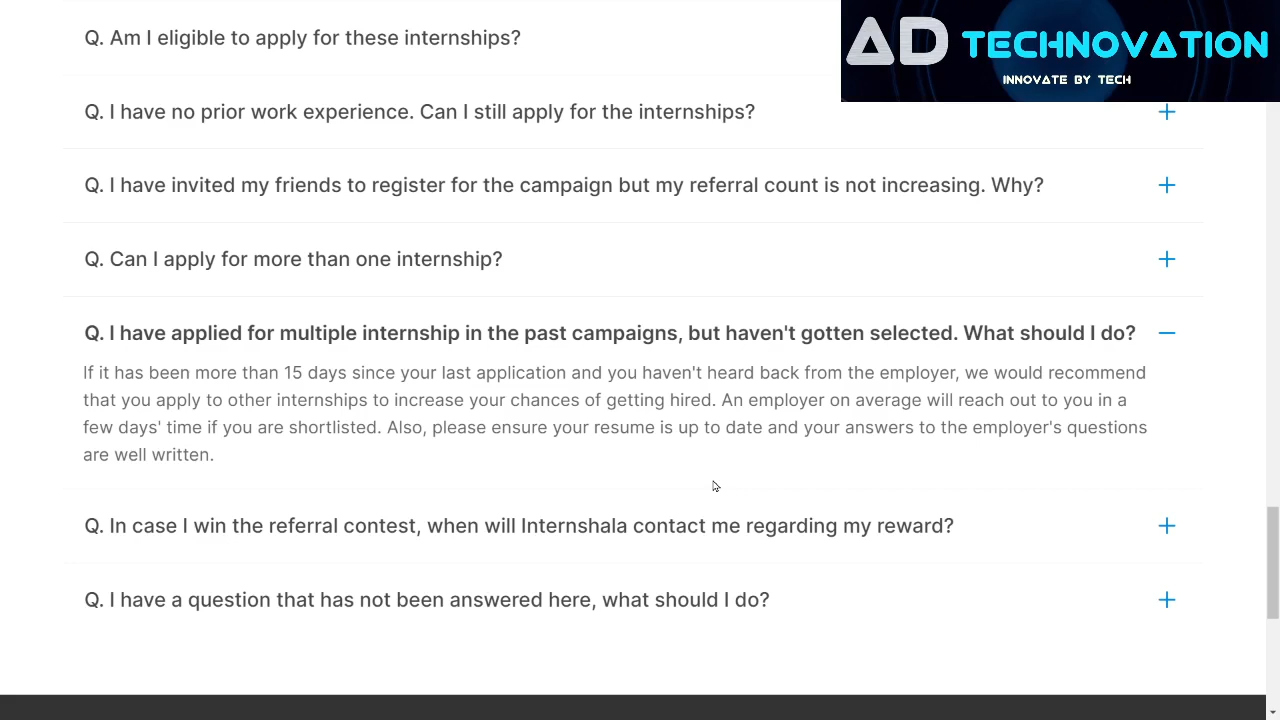 Q. Am I eligible to apply for these internships?
AD TECHNOVATION
INNOVATE BY TECH
Q. I have no prior work experience. Can I still apply for the internships?
Q. I have invited my friends to register for the campaign but my referral count is not increasing. Why?
Q. Can I apply for more than one internship?
Q. I have applied for multiple internship in the past campaigns, but haven't gotten selected. What should I do?
If it has been more than 15 days since your last application and you haven't heard back from the employer, we would recommend
that you apply to other internships to increase your chances of getting hired. An employer on average will reach out to you in a
few days' time if you are shortlisted. Also, please ensure your resume is up to date and your answers to the employer's questions
are well written.
Q. In case I win the referral contest, when will Internshala contact me regarding my reward?
Q. I have a question that has not been answered here, what should I do?